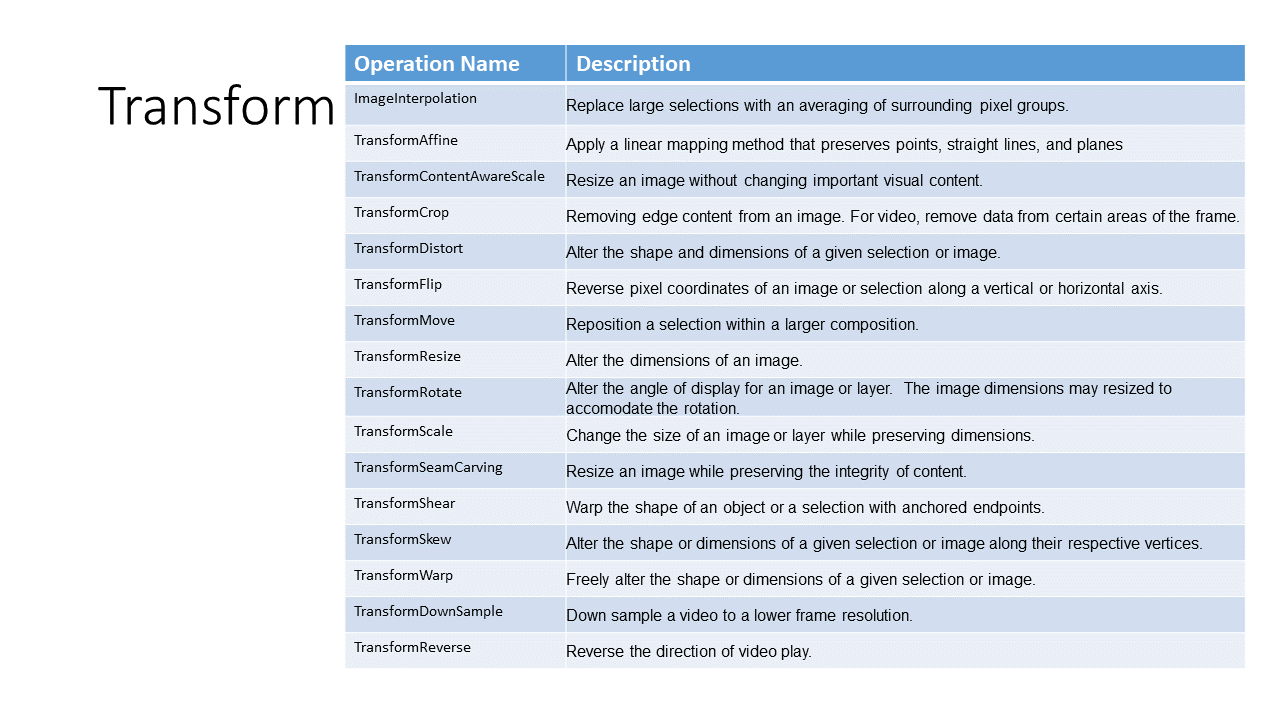 Transform
Operation Name Description
ImageInterpolation Replace large selections with an averaging of surrounding pixel groups.
TransformAffine Apply a linear mapping method that preserves points, straight lines, and planes
TransformContentAwareScale Resize an image without changing important visual content.
TransformCrop Removing edge content from an image. For video, remove data from certain areas of the frame.
TransformDistort Alter the shape and dimensions of a given selection or image.
TransformFlip Reverse pixel coordinates of an image or selection along a vertical or horizontal axis.
TransformMove Reposition a selection within a larger composition.
TransformResize Alter the dimensions of an image.
TransformRotate Alter the angle of display for an image or layer. The image dimensions may resized to
accomodate the rotation.
TransformScale Change the size of an image or layer while preserving dimensions.
TransformSeamCarving Resize an image while preserving the integrity of content.
TransformShear Warp the shape of an object or a selection with anchored endpoints.
TransformSkew Alter the shape or dimensions of a given selection or image along their respective vertices.
TransformWarp Freely alter the shape or dimensions of a given selection or image.
TransformDownSample Down sample a video to a lower frame resolution.
TransformReverse Reverse the direction of video play.